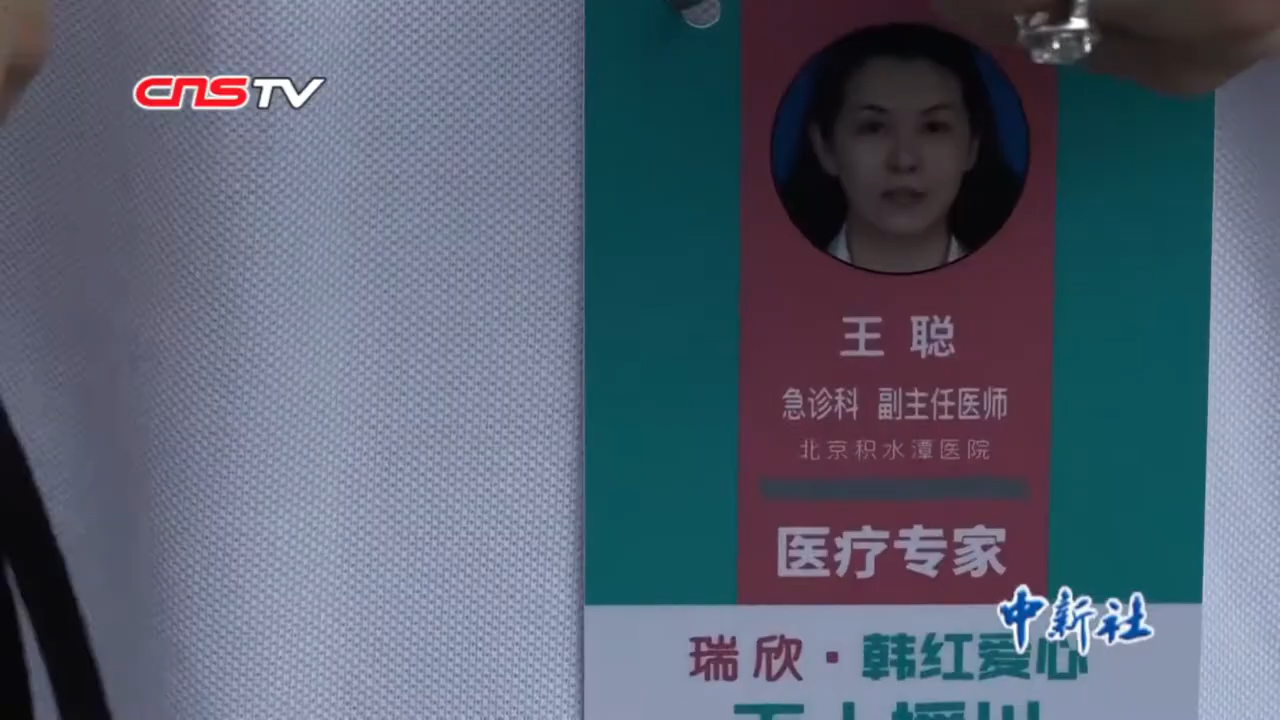 CNSTV
王聪
急诊科 副主任医师
北京积水潭医院
医疗专家
中新社
瑞欣·韩红爱心